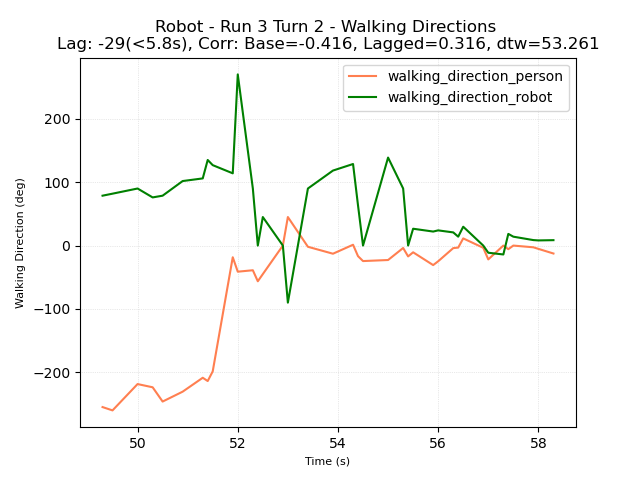 Robot - Run 3 Turn 2 - Walking Directions
Lag: -29(<5.8s), Corr: Base=-0.416, Lagged=0.316, dtw=53.261
walking_direction_person
walking_direction_robot
200
100
0
−100
−200
Walking Direction (deg)
50
52
54
56
58
Time (s)